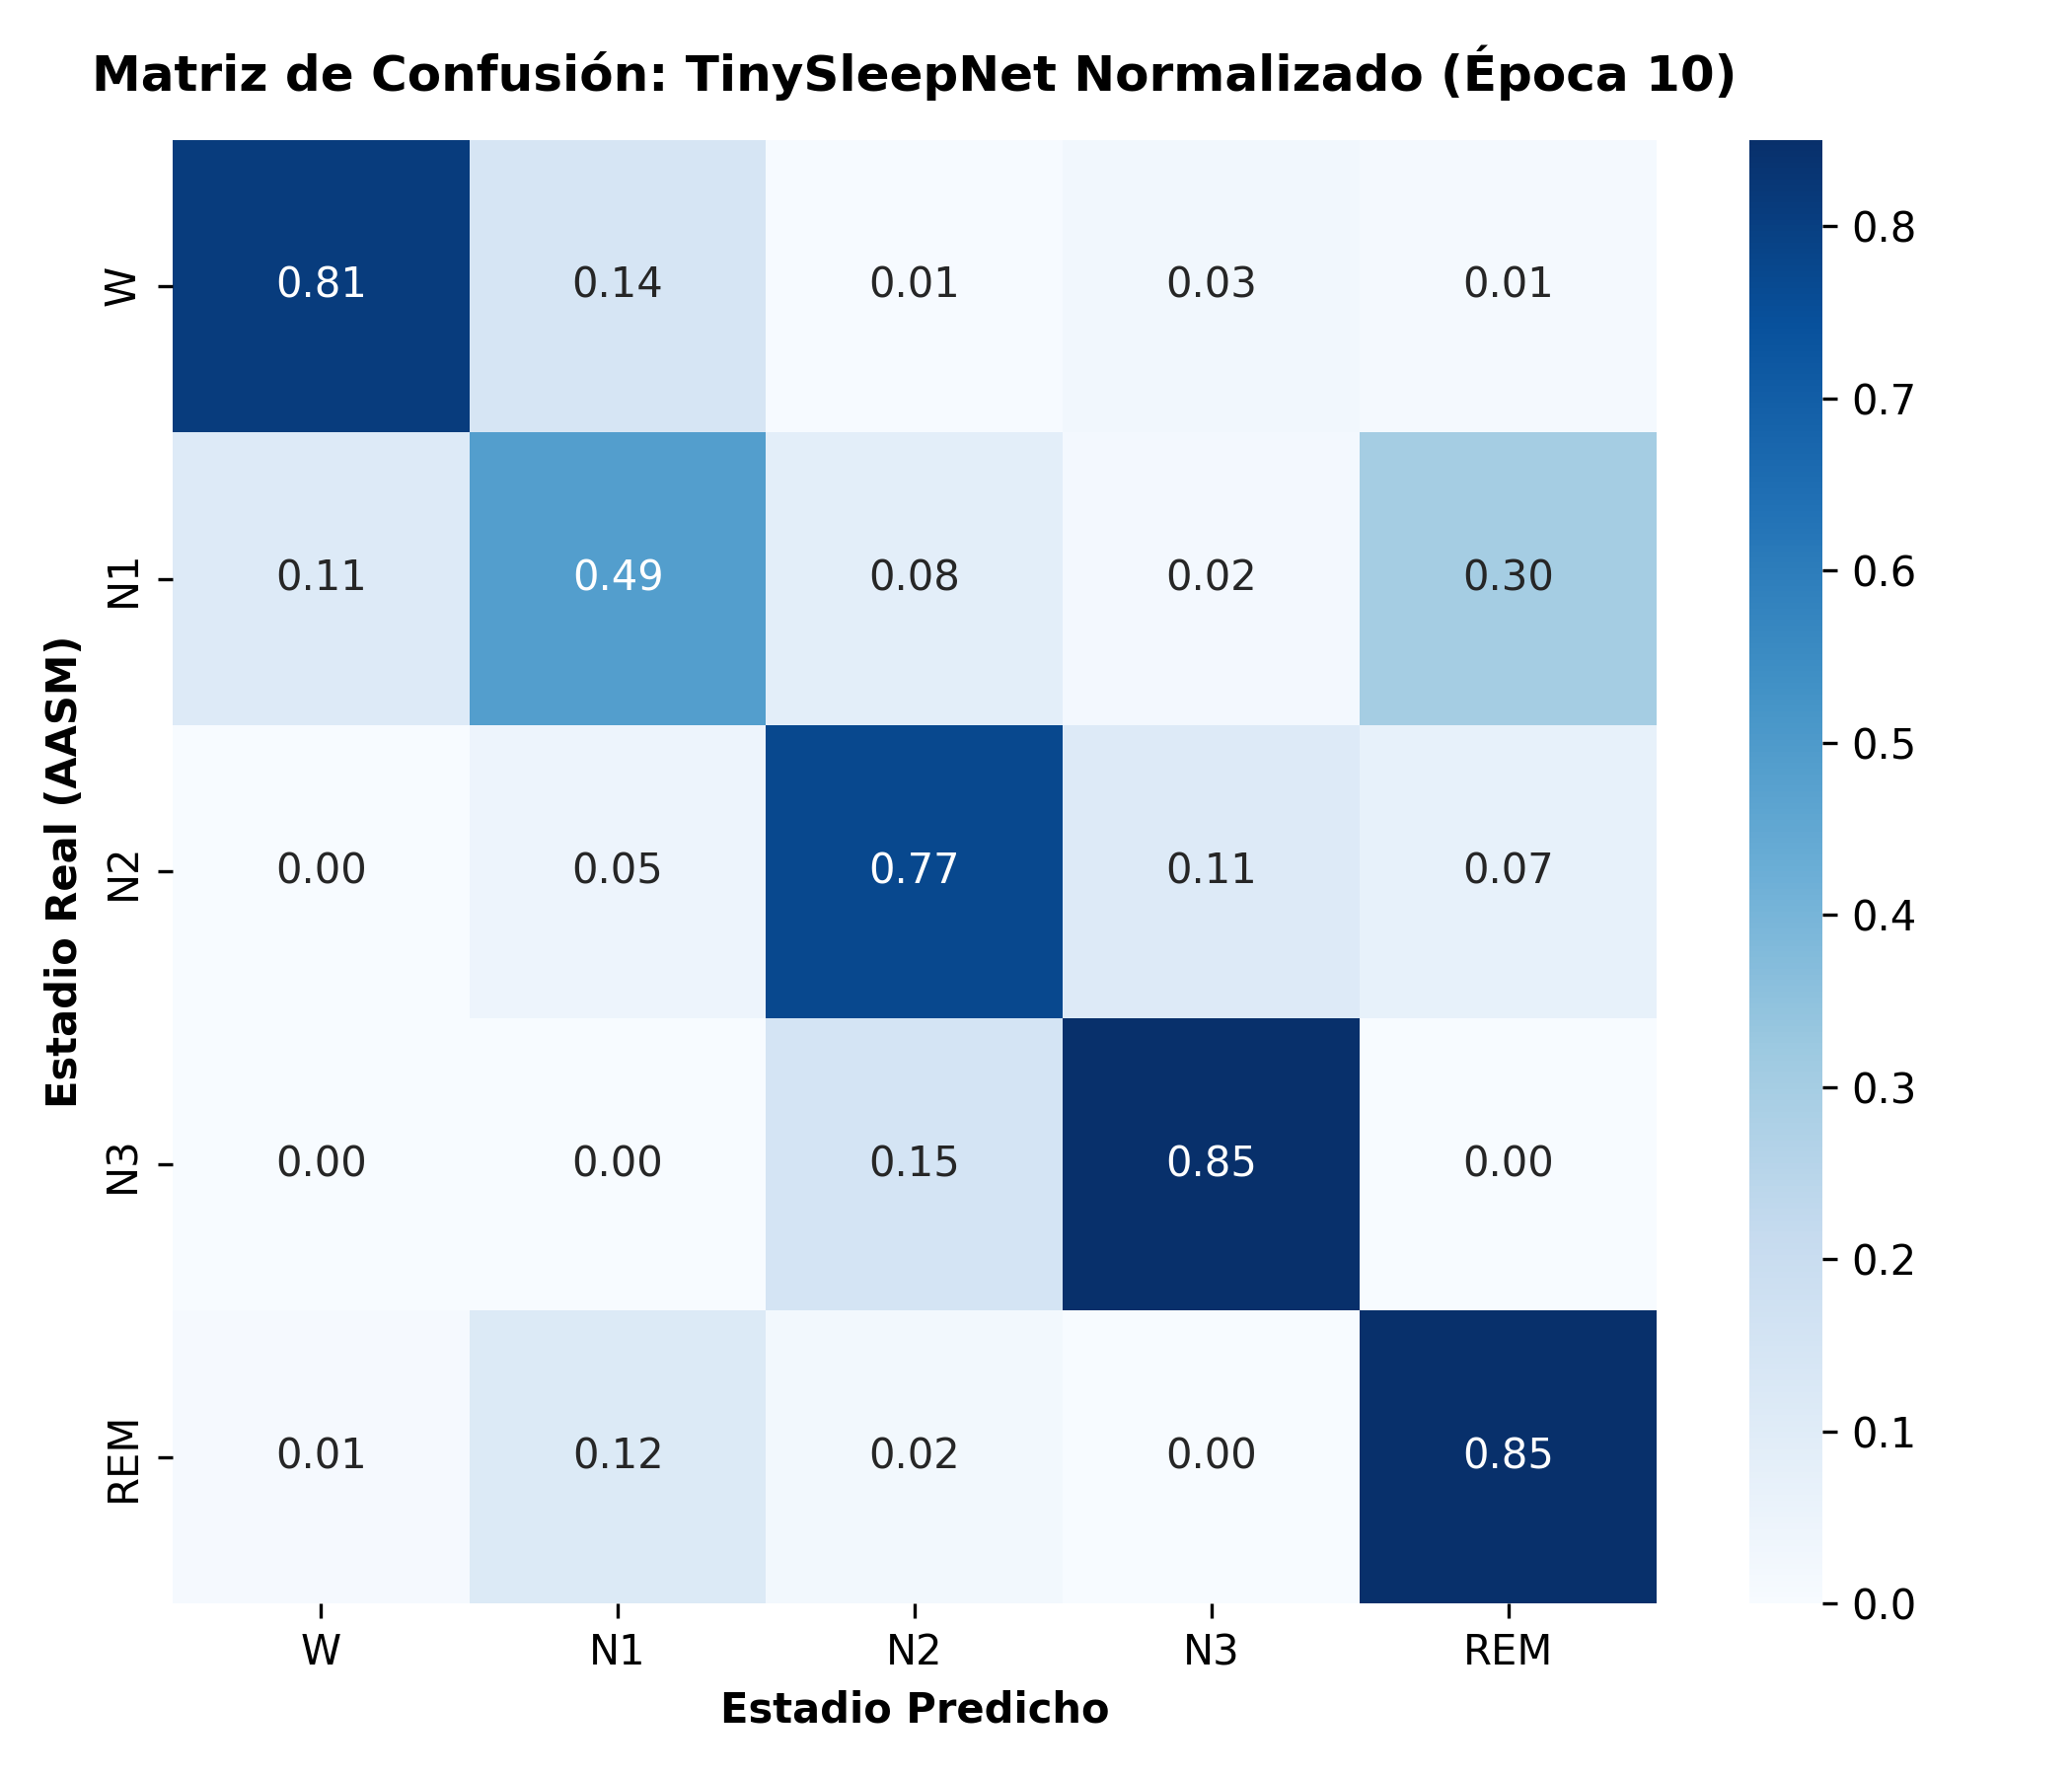 Matriz de Confusión: TinySleepNet Normalizado (Época 10)
Estadio Real (AASM)
W 0.81 0.14 0.01 0.03 0.01
N1 0.11 0.49 0.08 0.02 0.30
N2 0.00 0.05 0.77 0.11 0.07
N3 0.00 0.00 0.15 0.85 0.00
REM 0.01 0.12 0.02 0.00 0.85
W N1 N2 N3 REM
Estadio Predicho
0.8
0.7
0.6
0.5
0.4
0.3
0.2
0.1
0.0